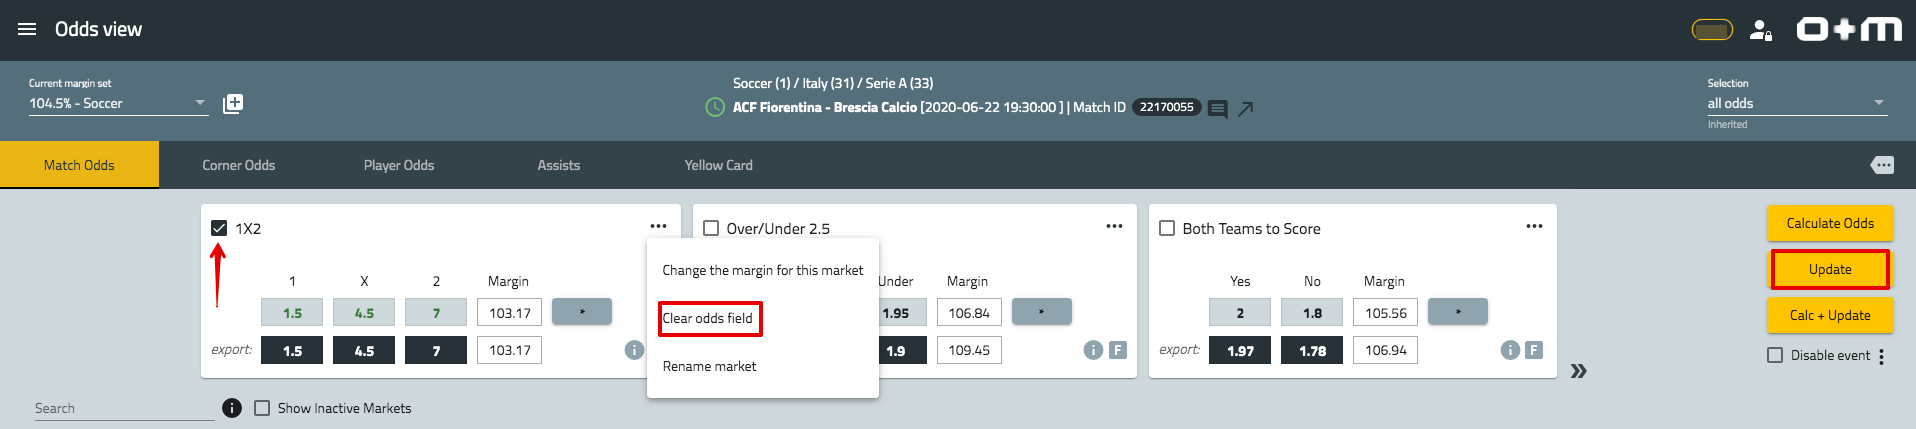 Odds view
o+m
Current margin set
104.5% - Soccer
Soccer (1) / Italy (31) / Serie A (33)
ACF Fiorentina - Brescia Calcio [2020-06-22 19:30:00 ] | Match ID 22170055
Selection
all odds
Inherited
Match Odds Corner Odds Player Odds Assists Yellow Card
1X2
1 X 2 Margin
1.5 4.5 7 103.17 *
export: 1.5 4.5 7 103.17 i
Change the margin for this market
Clear odds field
Rename market
Over/Under 2.5
Under Margin
1.95 106.84 *
1.9 109.45 i F
Both Teams to Score
Yes No Margin
2 1.8 105.56 *
export: 1.97 1.78 106.94 i F
»
Calculate Odds
Update
Calc + Update
Disable event
Search i Show Inactive Markets